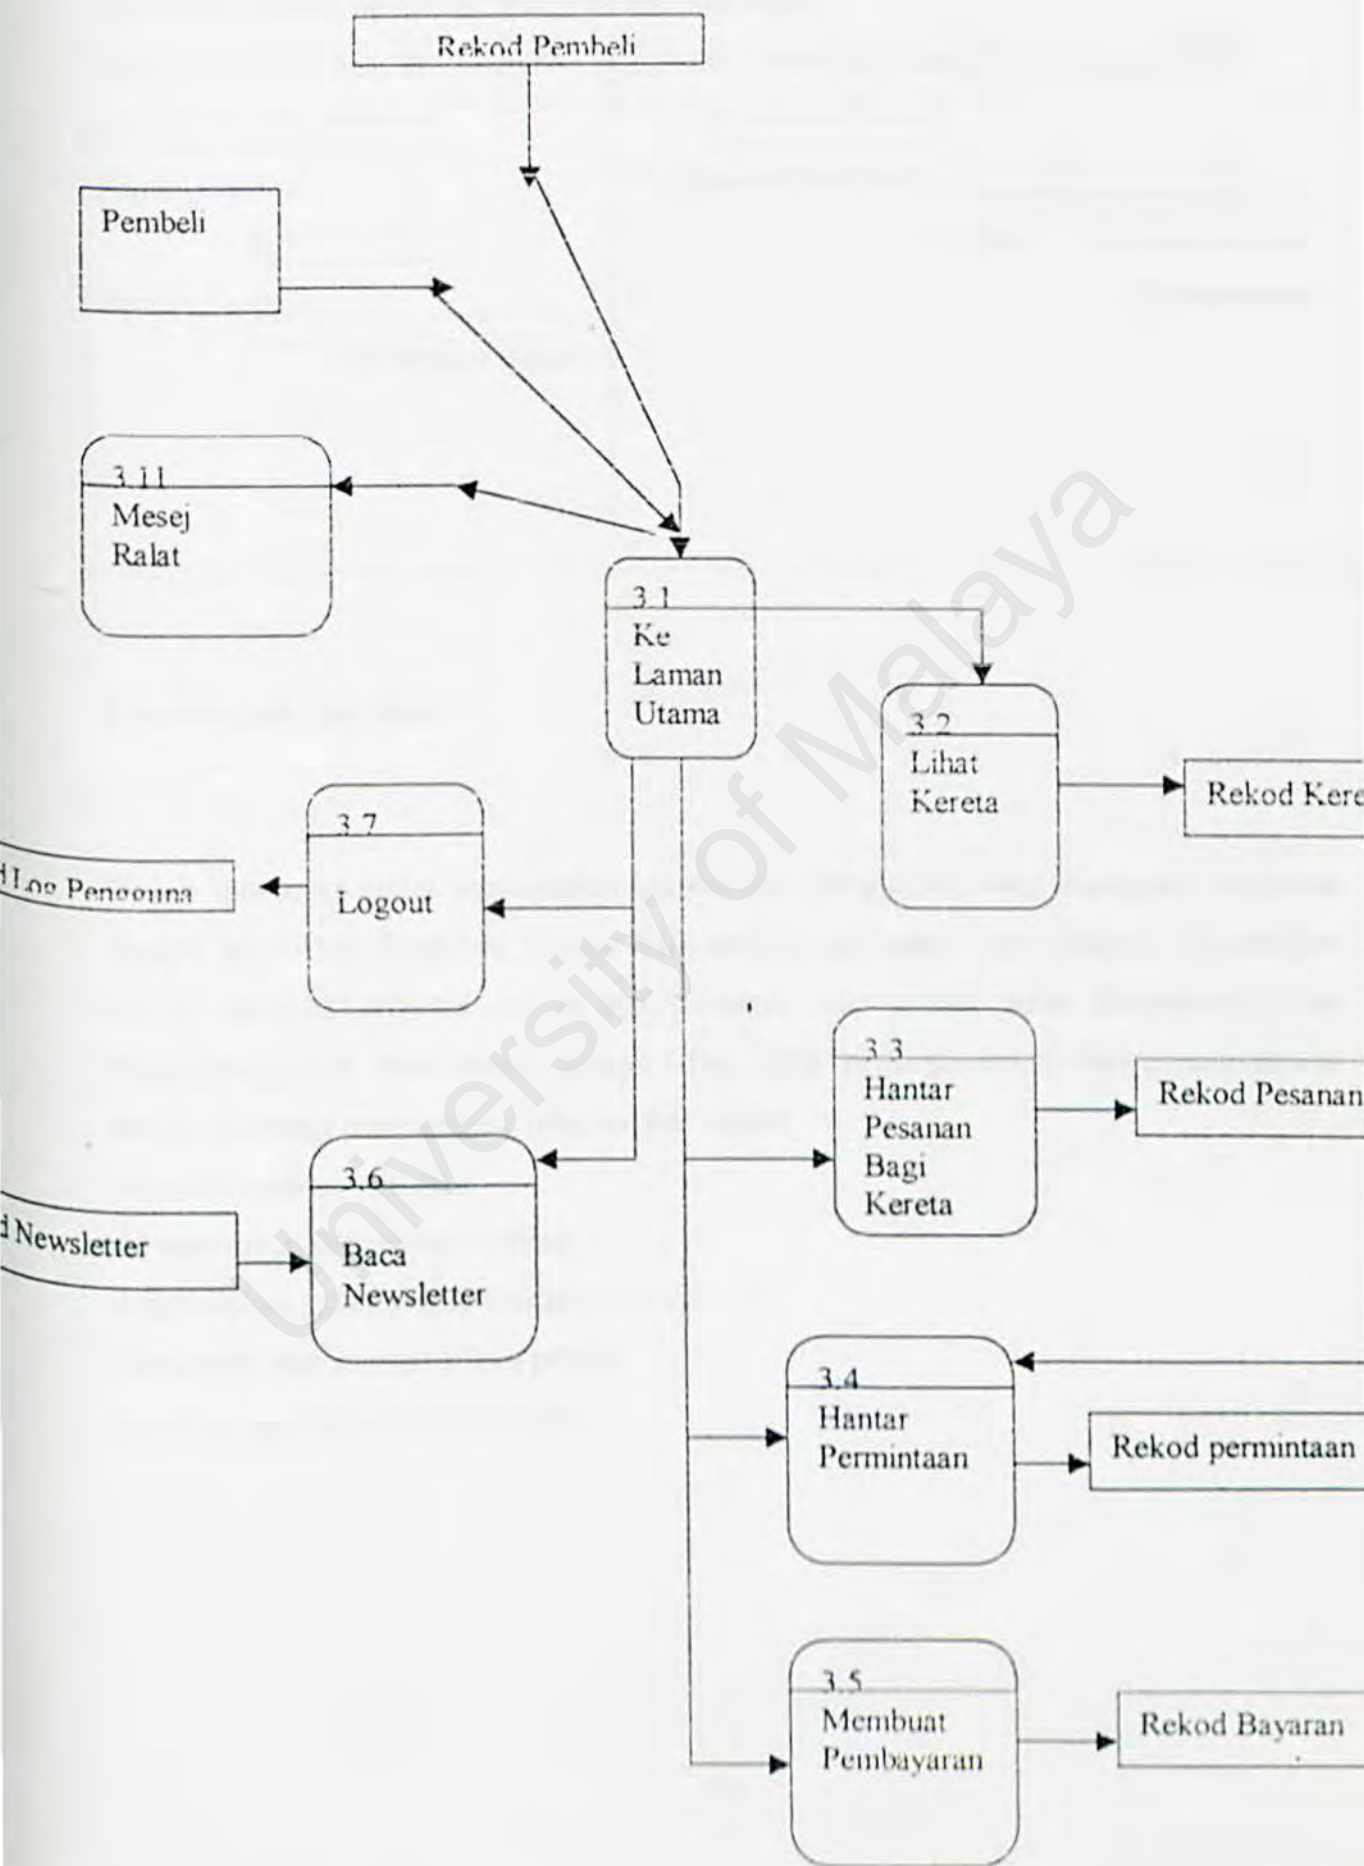 Rekod Pembeli
Pembeli
3.11
Mesej
Ralat
3.1
Ke
Laman
Utama
3.2
Lihat
Kereta
Rekod Kere
3.7
Logout
d Log Pengguna
3.3
Hantar
Pesanan
Bagi
Kereta
Rekod Pesanan
3.6
Baca
Newsletter
d Newsletter
3.4
Hantar
Permintaan
Rekod permintaan
3.5
Membuat
Pembayaran
Rekod Bayaran
University of Malaya